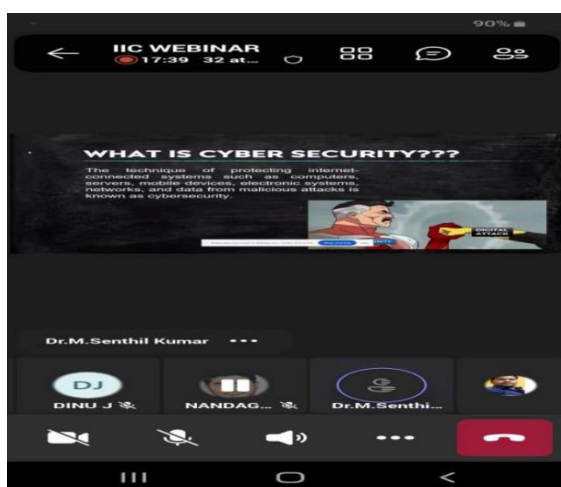 90%
IIC WEBINAR
17:39 32 at...
WHAT IS CYBER SECURITY???
The technique of protecting internet-
connected systems such as computers,
servers, mobile devices, electronic systems,
networks, and data from malicious attacks is
known as cybersecurity.
DIGITAL
ATTACK
Dr.M.Senthil Kumar •••
DJ
DINU J
NANDAG...
Dr.M.Senthi...